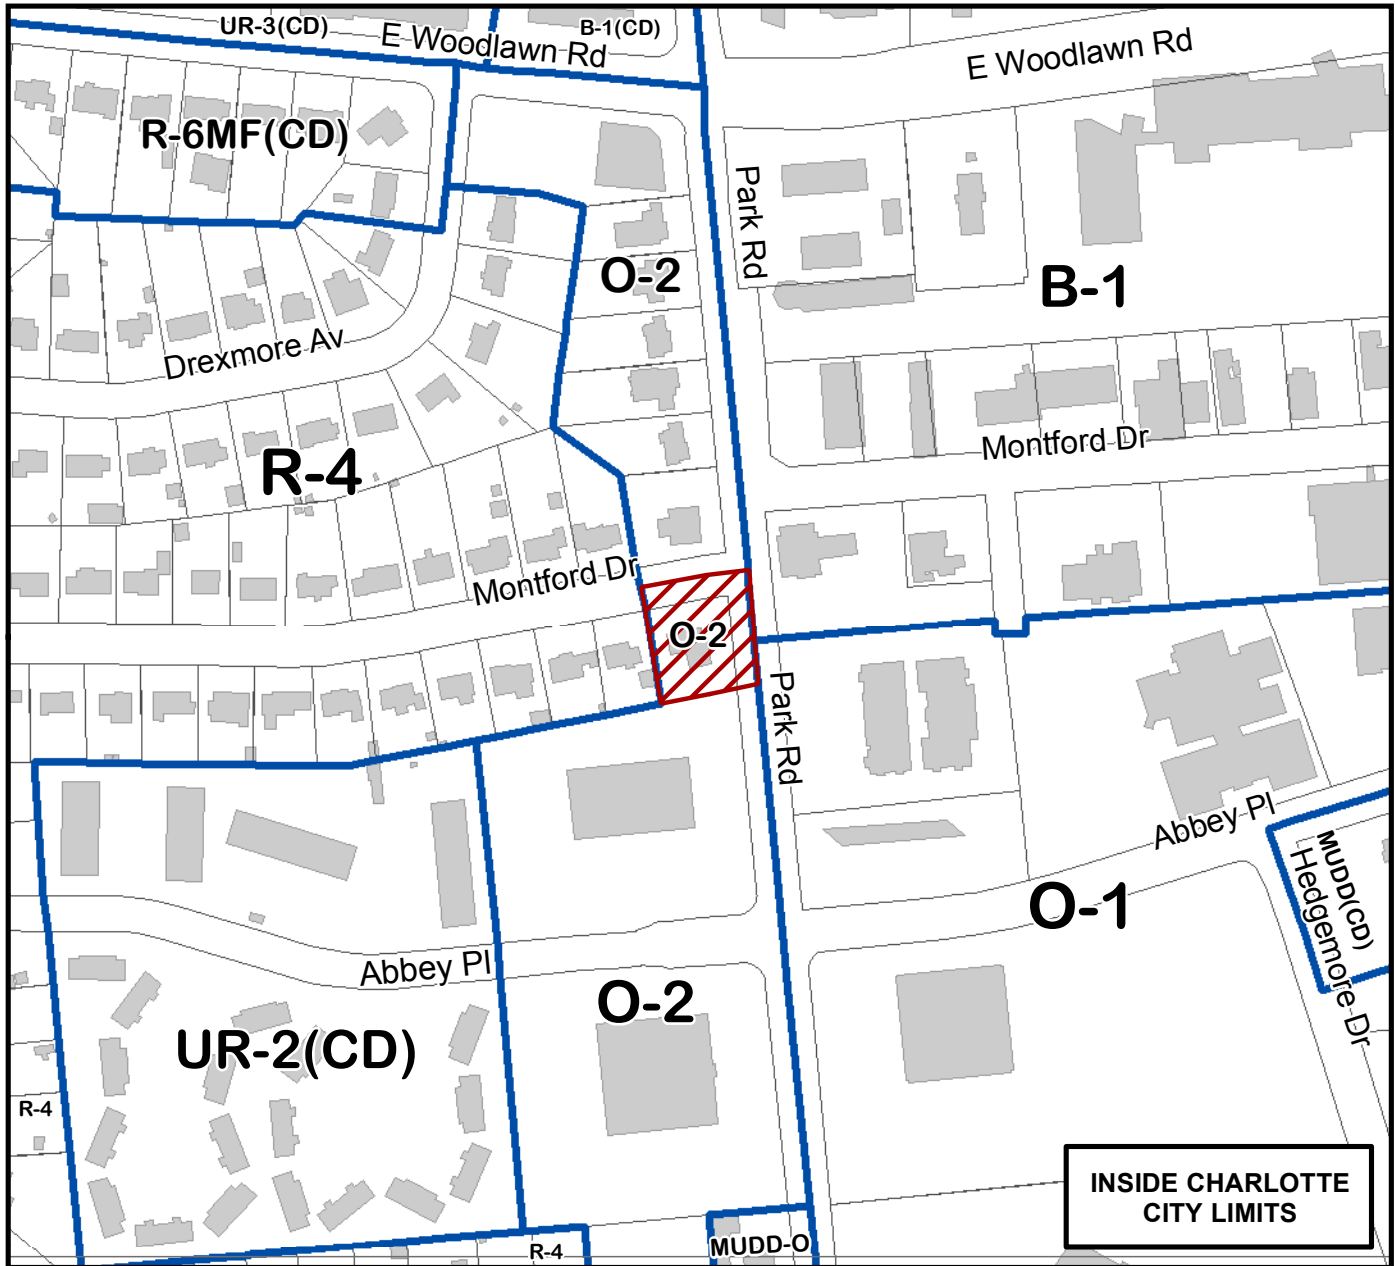 UR-3(CD)
B-1(CD)
E Woodlawn Rd
E Woodlawn Rd
R-6MF(CD)
Park Rd
O-2
B-1
Drexmore Av
Montford Dr
R-4
Montford Dr
O-2
Park Rd
Abbey Pl
MUDD(CD)
Hedgemore Dr
O-1
Abbey Pl
O-2
UR-2(CD)
R-4
INSIDE CHARLOTTE
CITY LIMITS
R-4
MUDD-O